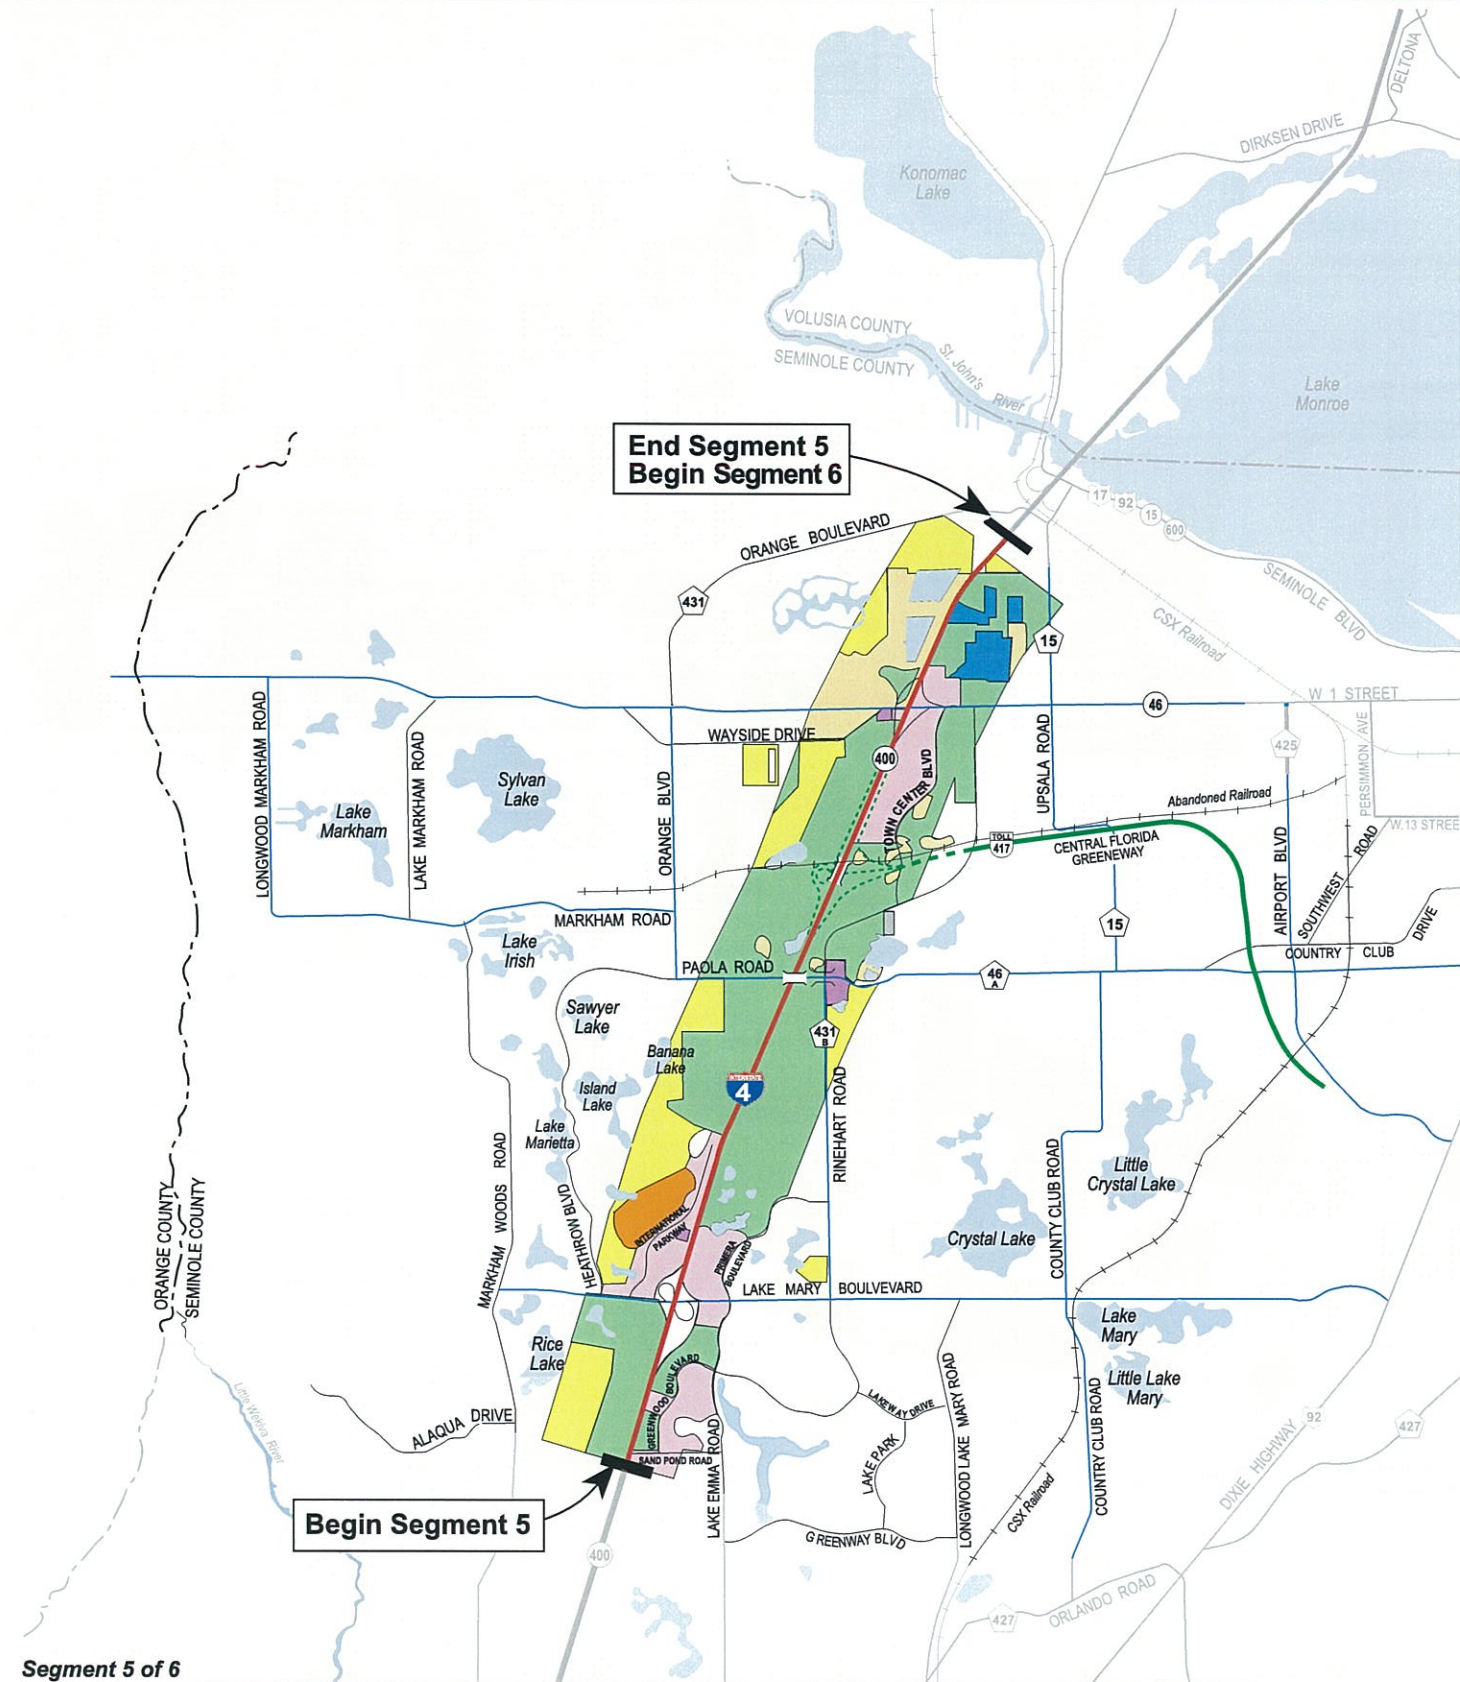 DELTONA
DIRKSEN DRIVE
Konomac
Lake
VOLUSIA COUNTY
SEMINOLE COUNTY
St. John's
River
Lake
Monroe
End Segment 5
Begin Segment 6
17
92
15
600
ORANGE BOULEVARD
SEMINOLE BLVD
CSX Railroad
431
15
W 1 STREET
46
LONGWOOD MARKHAM ROAD
LAKE MARKHAM ROAD
WAYSIDE DRIVE
ORANGE BLVD
400
TOWN CENTER BLVD
UPSALA ROAD
425
PERSIMMON AVE
Sylvan
Lake
Lake
Markham
Abandoned Railroad
W.13 STREE
TOLL
417
CENTRAL FLORIDA
GREENEWAY
AIRPORT BLVD
SOUTHWEST ROAD
MARKHAM ROAD
15
DRIVE
COUNTRY CLUB
Lake
Irish
PAOLA ROAD
46
A
Sawyer
Lake
431
B
Banana
Lake
INTERSTATE
4
Island
Lake
RINEHART ROAD
Lake
Marietta
MARKHAM WOODS ROAD
COUNTY CLUB ROAD
Little
Crystal Lake
ORANGE COUNTY
SEMINOLE COUNTY
HEATHROW BLVD
INTERNATIONAL
PARKWAY
PRIMERA
BOULEVARD
Crystal Lake
LAKE MARY BOULVEVARD
Rice
Lake
Lake
Mary
Little Lake
Mary
Little Wekiva River
GREENWOOD BOULEVARD
LAKEWAY DRIVE
LONGWOOD LAKE MARY ROAD
COUNTRY CLUB ROAD
ALAQUA DRIVE
LAKE PARK
SAND POND ROAD
LAKE EMMA ROAD
DIXIE HIGHWAY
92
427
CSX Railroad
Begin Segment 5
GREENWAY BLVD
400
427
ORLANDO ROAD
Segment 5 of 6